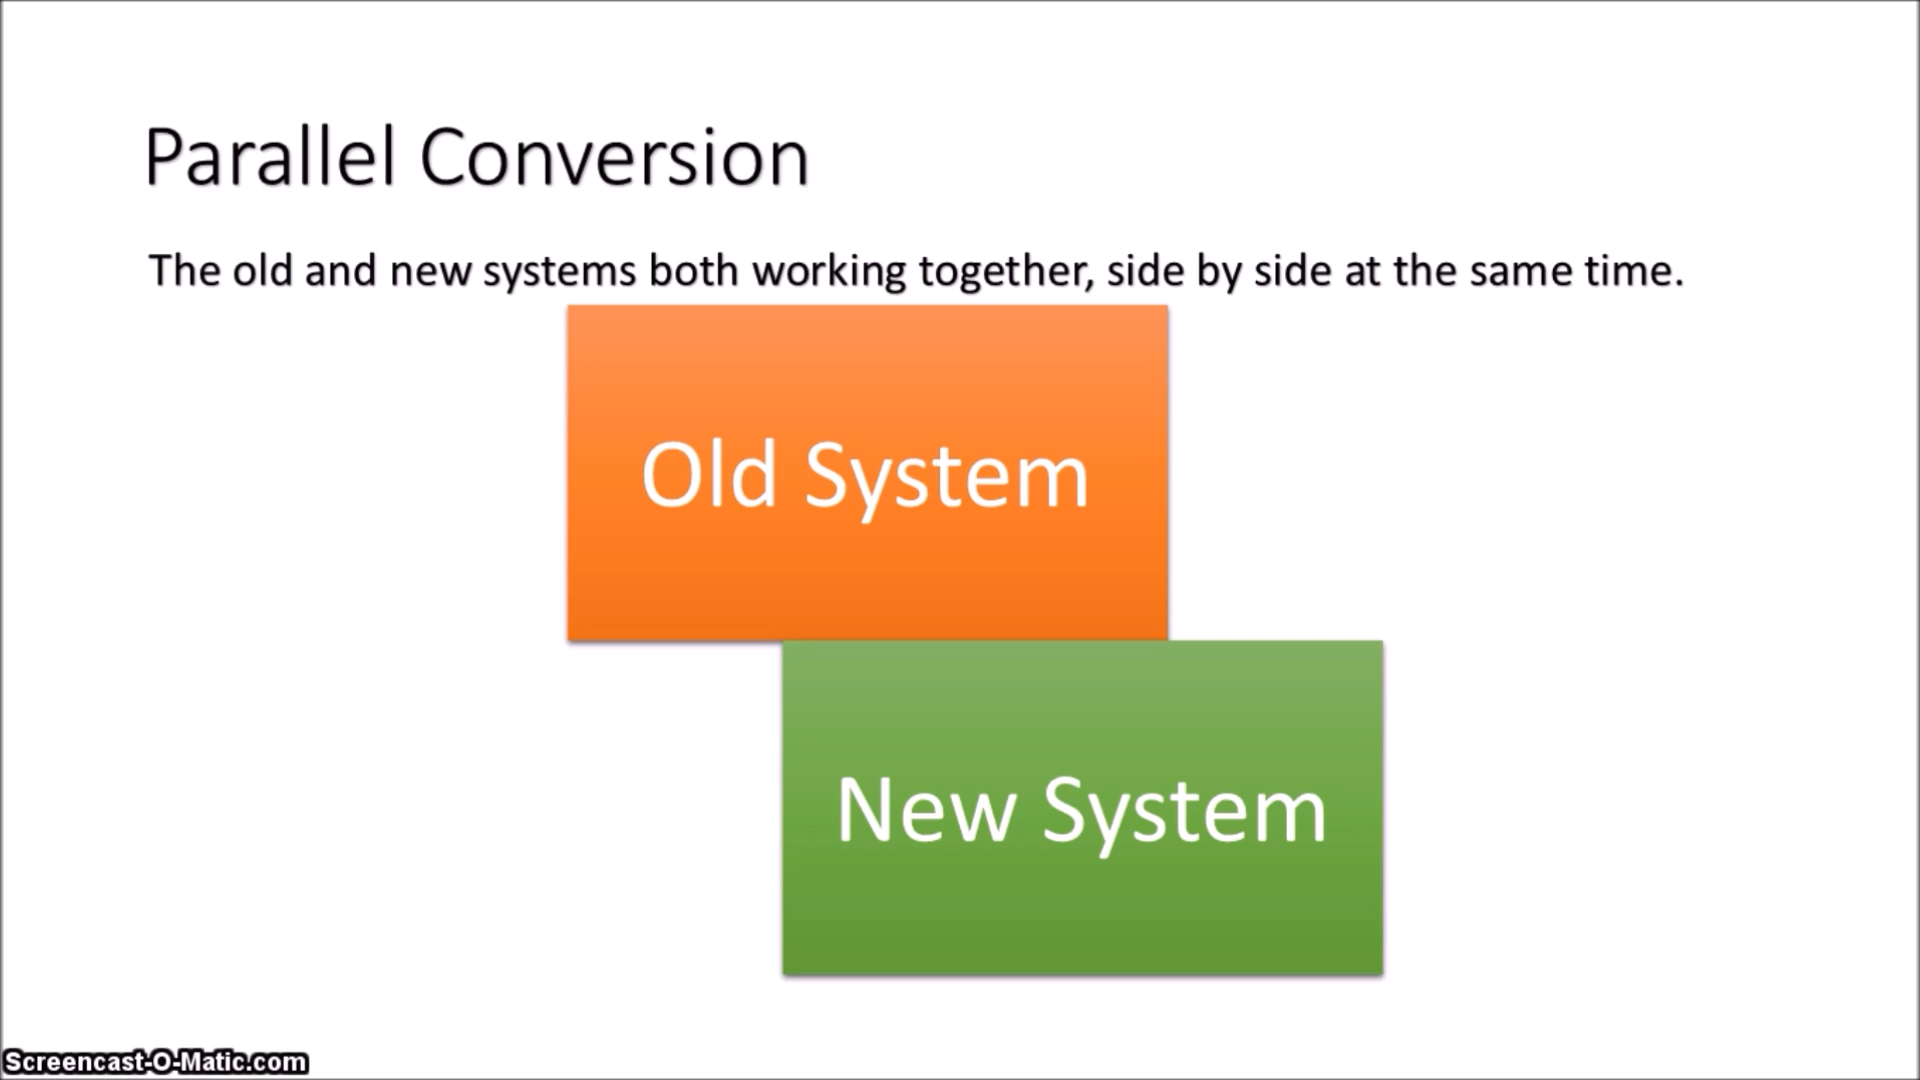 Parallel Conversion
The old and new systems both working together, side by side at the same time.
Old System
New System
Screencast-O-Matic.com